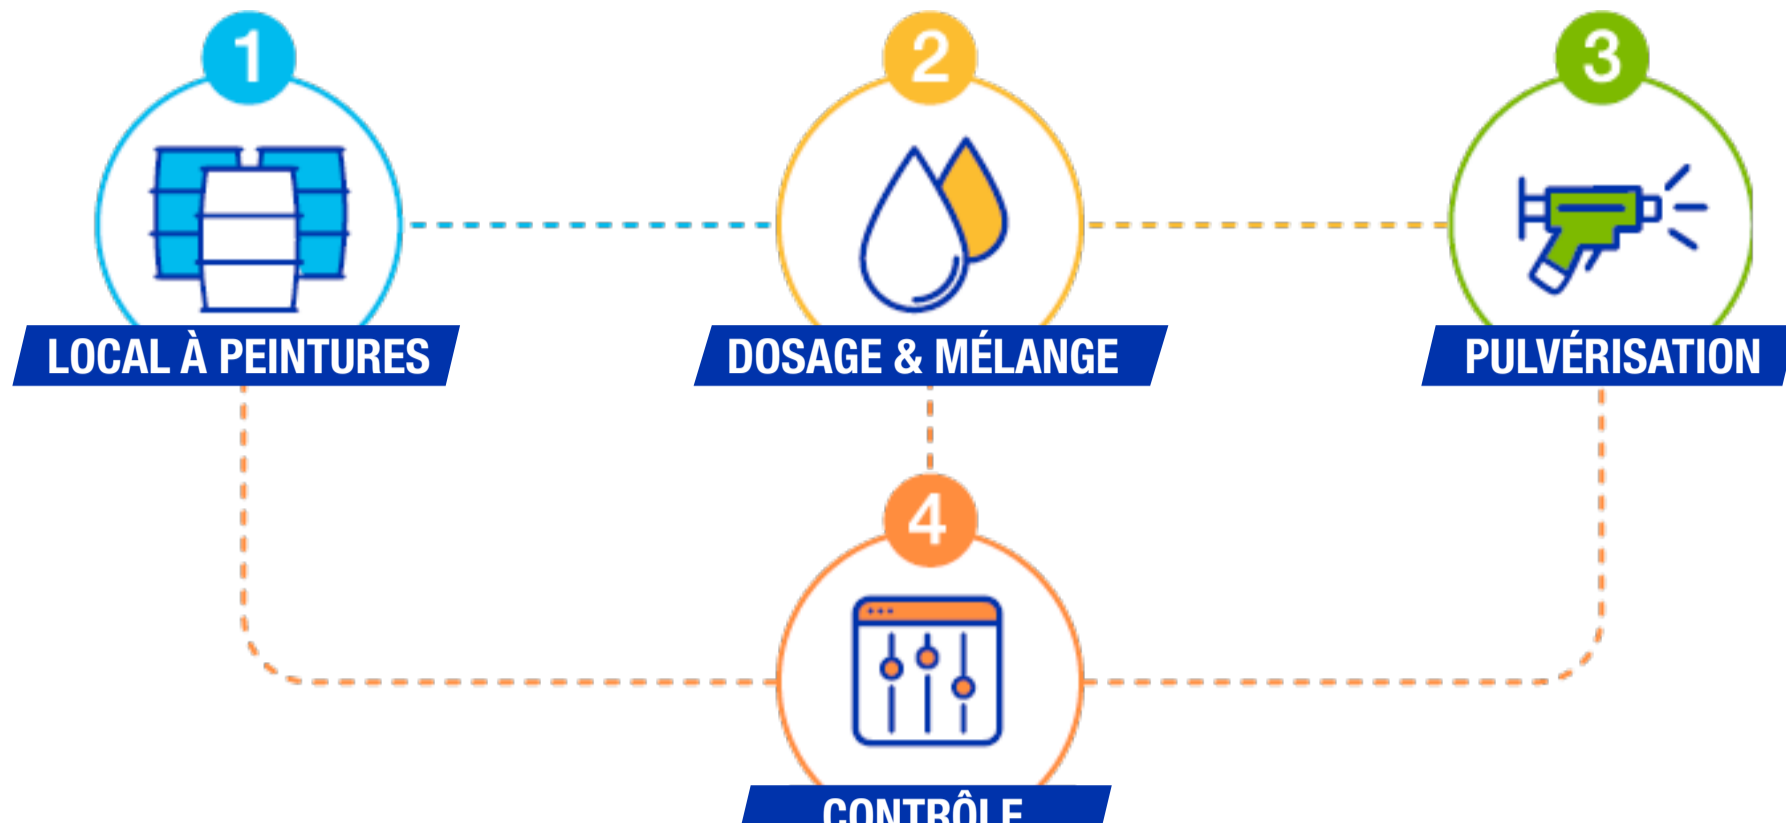 1
2
3
LOCAL À PEINTURES
DOSAGE & MÉLANGE
PULVÉRISATION
4
CONTRÔLE